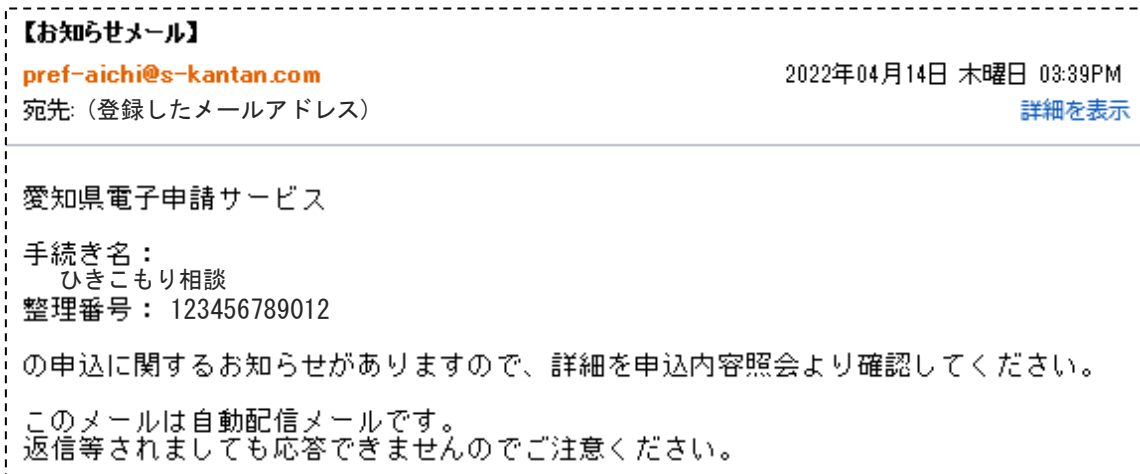 【お知らせメール】
pref-aichi@s-kantan.com 2022年04月14日 木曜日 03:39PM
宛先:（登録したメールアドレス） 詳細を表示
愛知県電子申請サービス
手続き名：
ひきこもり相談
整理番号： 123456789012
の申込に関するお知らせがありますので、詳細を申込内容照会より確認してください。
このメールは自動配信メールです。
返信等されましても応答できませんのでご注意ください。